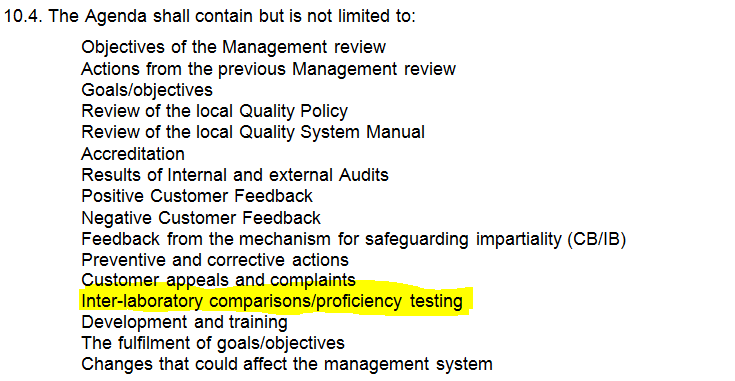 10.4. The Agenda shall contain but is not limited to:
Objectives of the Management review
Actions from the previous Management review
Goals/objectives
Review of the local Quality Policy
Review of the local Quality System Manual
Accreditation
Results of Internal and external Audits
Positive Customer Feedback
Negative Customer Feedback
Feedback from the mechanism for safeguarding impartiality (CB/IB)
Preventive and corrective actions
Customer appeals and complaints
Inter-laboratory comparisons/proficiency testing
Development and training
The fulfilment of goals/objectives
Changes that could affect the management system